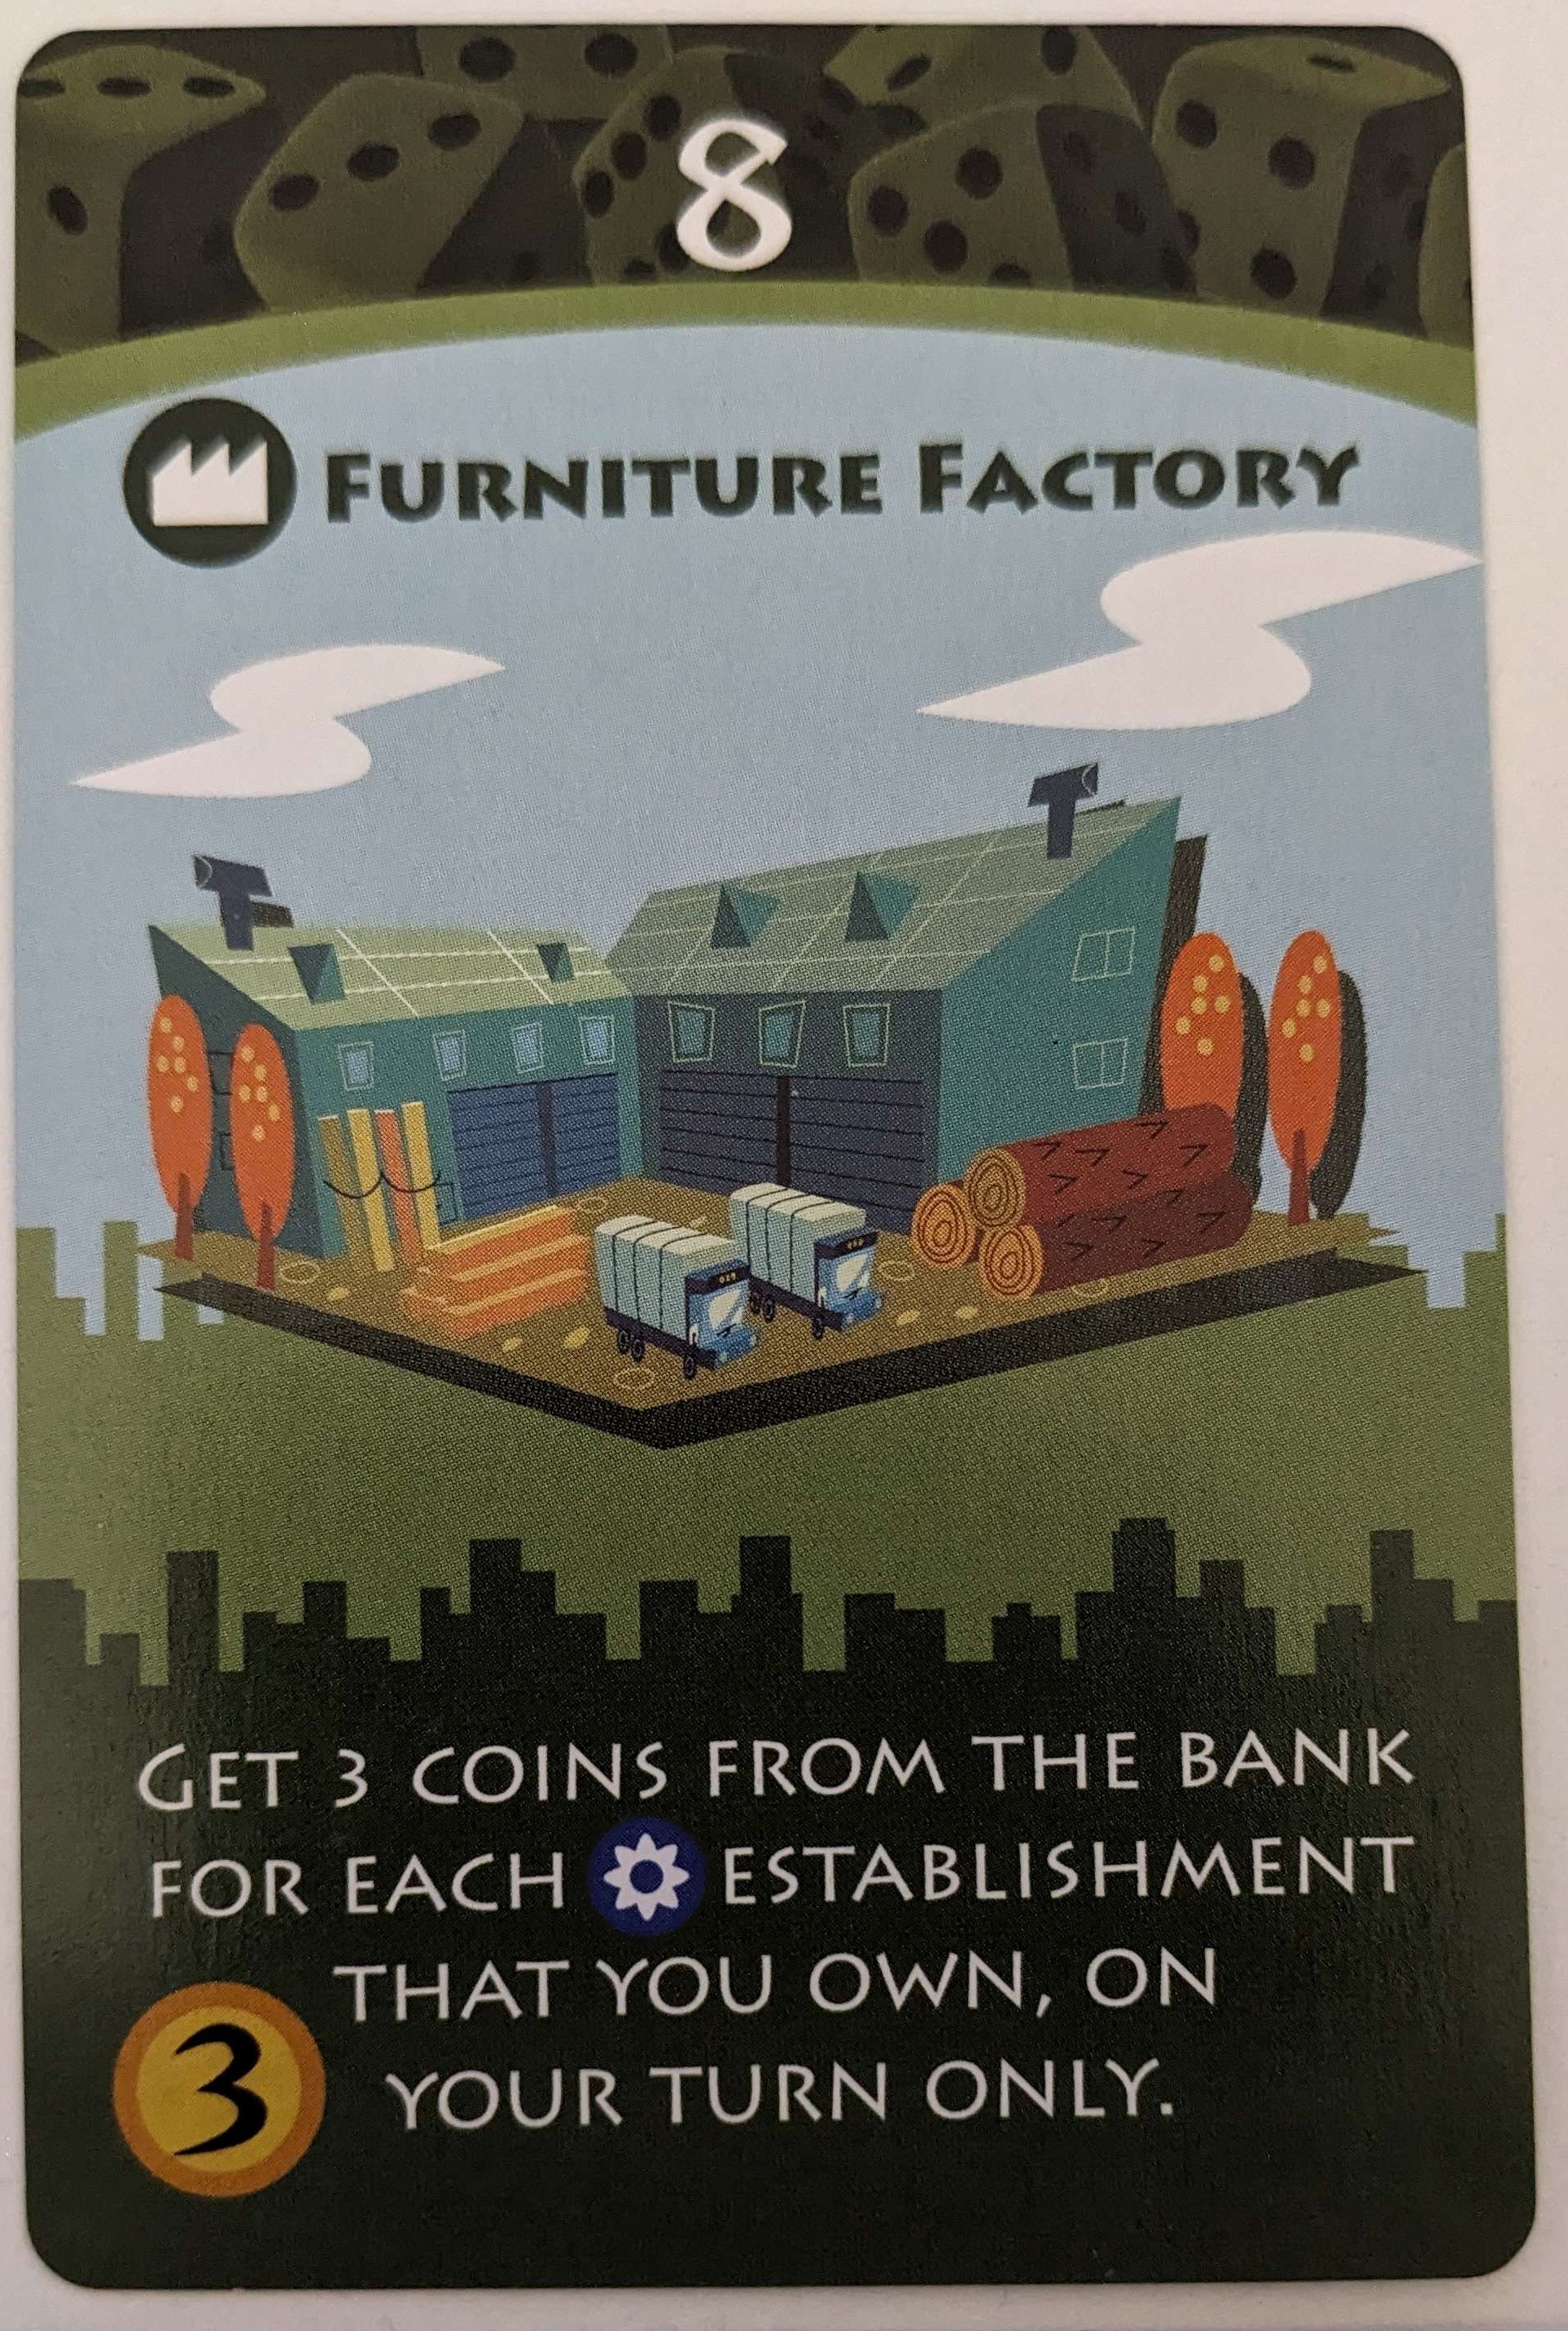 8
FURNITURE FACTORY
GET 3 COINS FROM THE BANK
FOR EACH ESTABLISHMENT
THAT YOU OWN, ON
YOUR TURN ONLY.
3